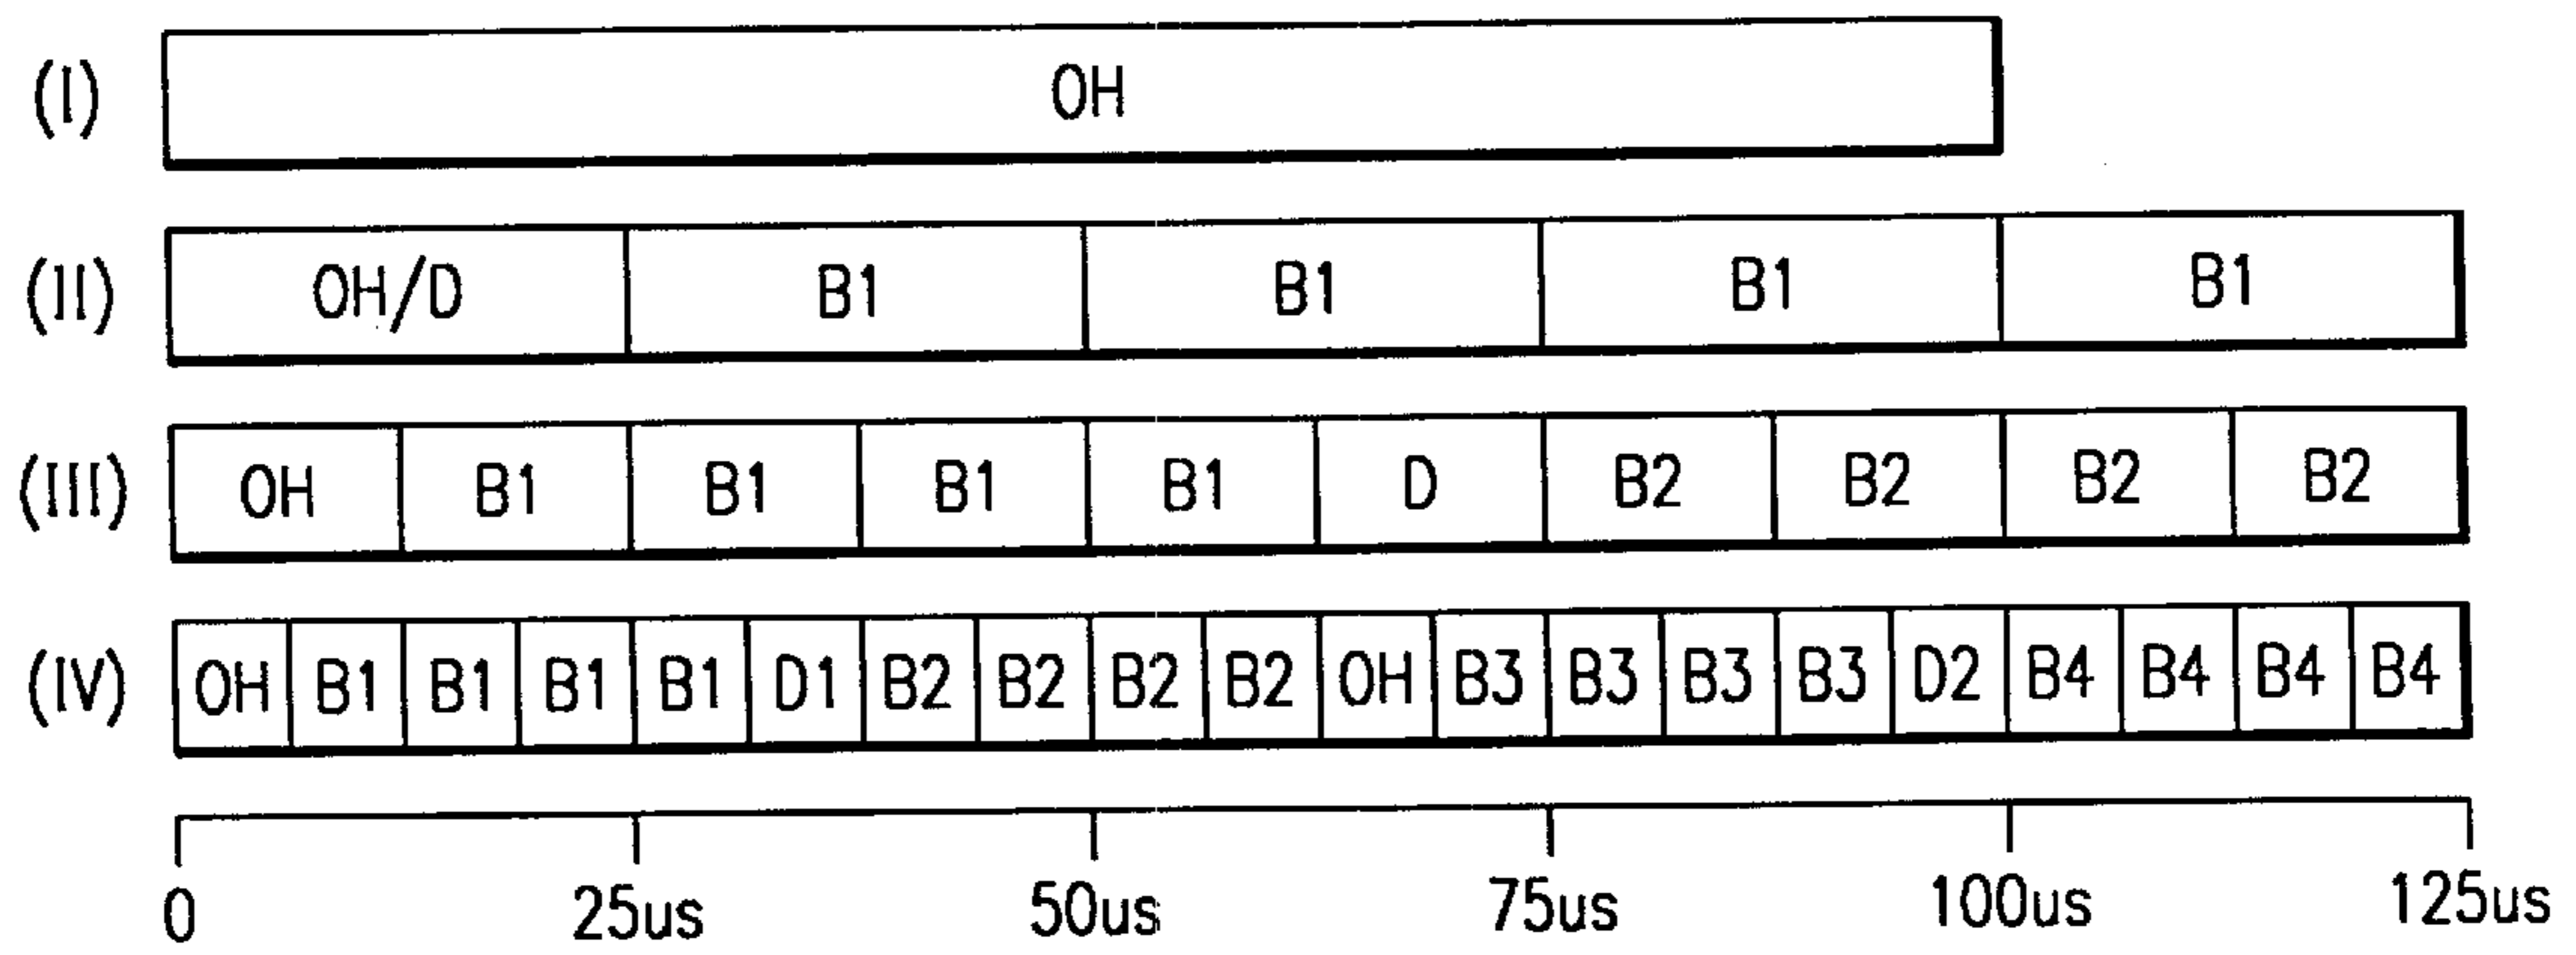 (I) OH
(II) OH/D B1 B1 B1 B1
(III) OH B1 B1 B1 B1 D B2 B2 B2 B2
(IV) OH B1 B1 B1 B1 D1 B2 B2 B2 B2 OH B3 B3 B3 B3 D2 B4 B4 B4 B4
0 25us 50us 75us 100us 125us